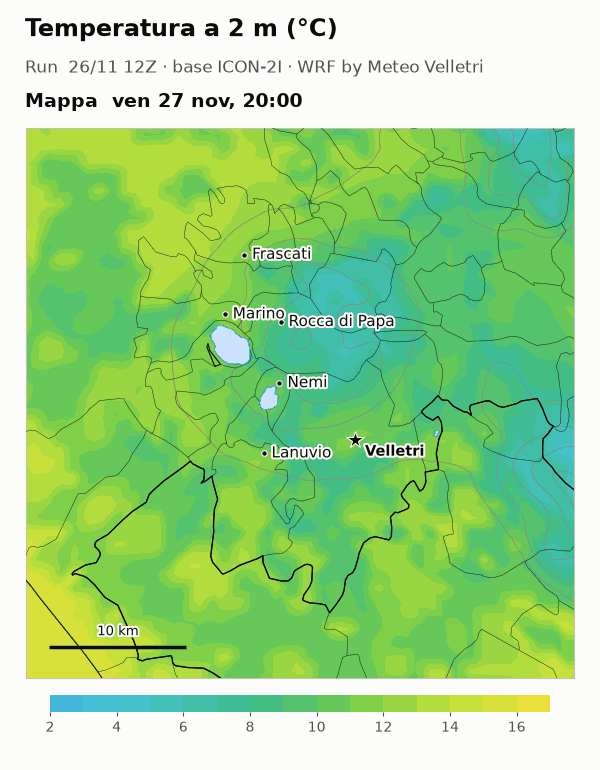 Temperatura a 2 m (°C)
Run  26/11 12Z · base ICON-2I · WRF by Meteo Velletri
Mappa  ven 27 nov, 20:00
Frascati
Marino
Rocca di Papa
Nemi
Lanuvio
Velletri
10 km
2 4 6 8 10 12 14 16